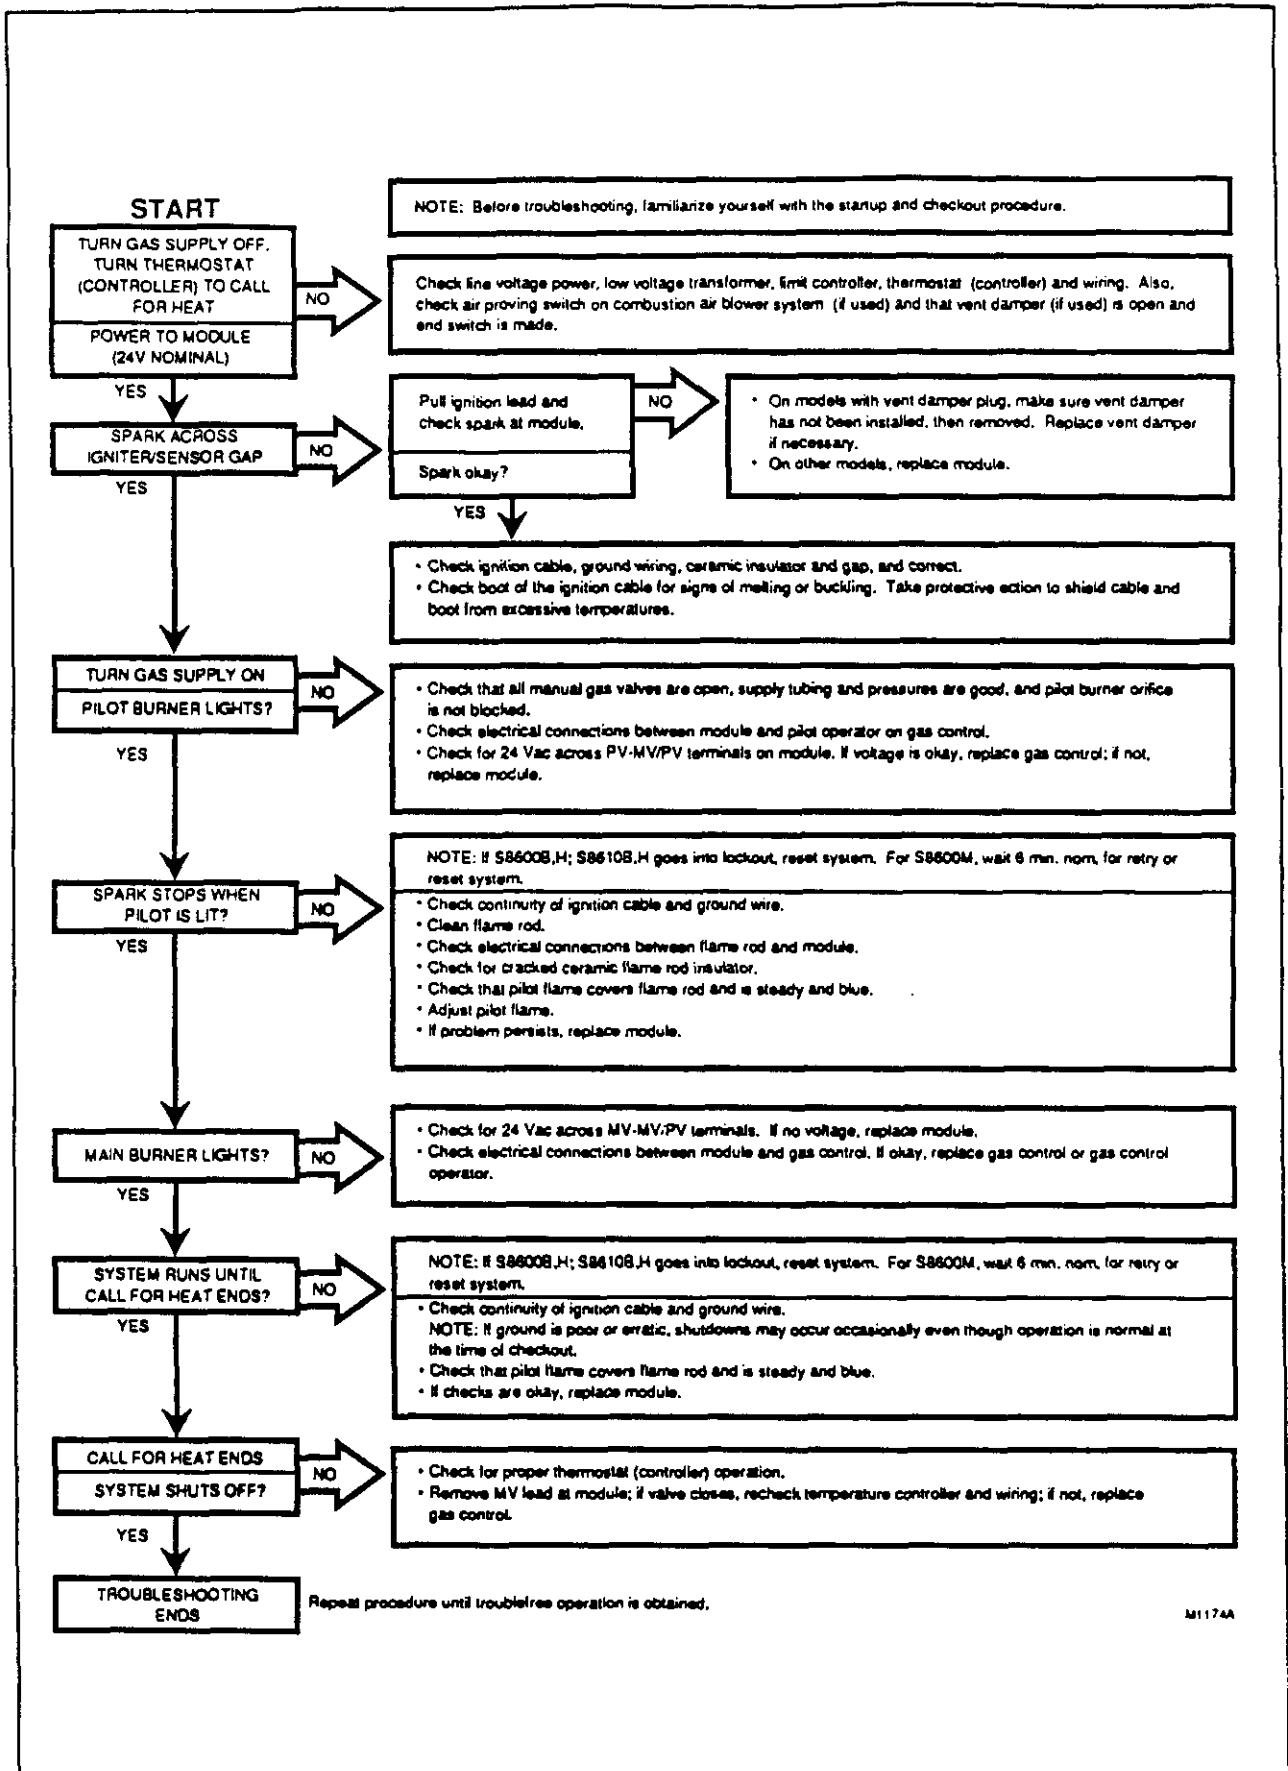 START
NOTE: Before troubleshooting, familiarize yourself with the startup and checkout procedure.
TURN GAS SUPPLY OFF.
TURN THERMOSTAT
(CONTROLLER) TO CALL
FOR HEAT
POWER TO MODULE
(24V NOMINAL)
NO
Check line voltage power, low voltage transformer, limit controller, thermostat (controller) and wiring. Also,
check air proving switch on combustion air blower system (if used) and that vent damper (if used) is open and
end switch is made.
YES
SPARK ACROSS
IGNITER/SENSOR GAP
NO
Pull ignition lead and
check spark at module.
Spark okay?
NO
• On models with vent damper plug, make sure vent damper
has not been installed, then removed. Replace vent damper
if necessary.
• On other models, replace module.
YES
YES
• Check ignition cable, ground wiring, ceramic insulator and gap, and correct.
• Check boot of the ignition cable for signs of melting or buckling. Take protective action to shield cable and
boot from excessive temperatures.
TURN GAS SUPPLY ON
PILOT BURNER LIGHTS?
NO
• Check that all manual gas valves are open, supply tubing and pressures are good, and pilot burner orifice
is not blocked.
• Check electrical connections between module and pilot operator on gas control.
• Check for 24 Vac across PV-MV/PV terminals on module. If voltage is okay, replace gas control; if not,
replace module.
YES
SPARK STOPS WHEN
PILOT IS LIT?
NO
NOTE: If S8600B,H; S8610B,H goes into lockout, reset system. For S8600M, wait 6 min. nom. for retry or
reset system.
• Check continuity of ignition cable and ground wire.
• Clean flame rod.
• Check electrical connections between flame rod and module.
• Check for cracked ceramic flame rod insulator.
• Check that pilot flame covers flame rod and is steady and blue.
• Adjust pilot flame.
• If problem persists, replace module.
YES
MAIN BURNER LIGHTS?
NO
• Check for 24 Vac across MV-MV/PV terminals. If no voltage, replace module.
• Check electrical connections between module and gas control. If okay, replace gas control or gas control
operator.
YES
SYSTEM RUNS UNTIL
CALL FOR HEAT ENDS?
NO
NOTE: If S8600B,H; S8610B,H goes into lockout, reset system. For S8600M, wait 6 min. nom. for retry or
reset system.
• Check continuity of ignition cable and ground wire.
NOTE: If ground is poor or erratic, shutdowns may occur occasionally even though operation is normal at
the time of checkout.
• Check that pilot flame covers flame rod and is steady and blue.
• If checks are okay, replace module.
YES
CALL FOR HEAT ENDS
SYSTEM SHUTS OFF?
NO
• Check for proper thermostat (controller) operation.
• Remove MV lead at module; if valve closes, recheck temperature controller and wiring; if not, replace
gas control.
YES
TROUBLESHOOTING
ENDS
Repeat procedure until troublefree operation is obtained.
M1174A